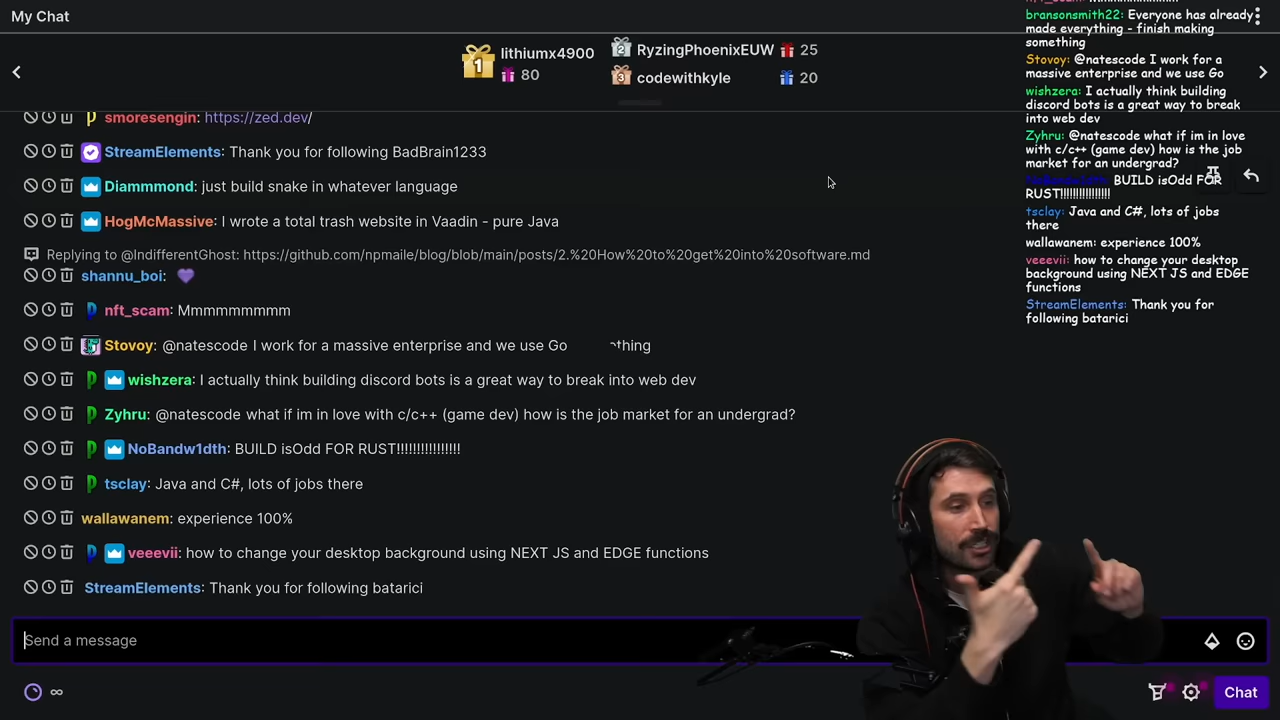 My Chat
lithiumx4900
80
RyzingPhoenixEUW 25
codewithkyle 20
smoresengin: https://zed.dev/
StreamElements: Thank you for following BadBrain1233
Diammmond: just build snake in whatever language
HogMcMassive: I wrote a total trash website in Vaadin - pure Java
Replying to @IndifferentGhost: https://github.com/npmaile/blog/blob/main/posts/2.%20How%20to%20get%20into%20software.md
shannu_boi: 💜
nft_scam: Mmmmmmmmm
Stovoy: @natescode I work for a massive enterprise and we use Go
wishzera: I actually think building discord bots is a great way to break into web dev
Zyhru: @natescode what if im in love with c/c++ (game dev) how is the job market for an undergrad?
NoBandw1dth: BUILD isOdd FOR RUST!!!!!!!!!!!!!!!!
tsclay: Java and C#, lots of jobs there
wallawanem: experience 100%
veeevii: how to change your desktop background using NEXT JS and EDGE functions
StreamElements: Thank you for following batarici
Send a message
Chat
bransonsmith22: Everyone has already
made everything - finish making
something
Stovoy: @natescode I work for a
massive enterprise and we use Go
wishzera: I actually think building
discord bots is a great way to break
into web dev
Zyhru: @natescode what if im in love
with c/c++ (game dev) how is the job
market for an undergrad?
NoBandw1dth: BUILD isOdd FOR
RUST!!!!!!!!!!!!!!!!
tsclay: Java and C#, lots of jobs
there
wallawanem: experience 100%
veeevii: how to change your desktop
background using NEXT JS and EDGE
functions
StreamElements: Thank you for
following batarici